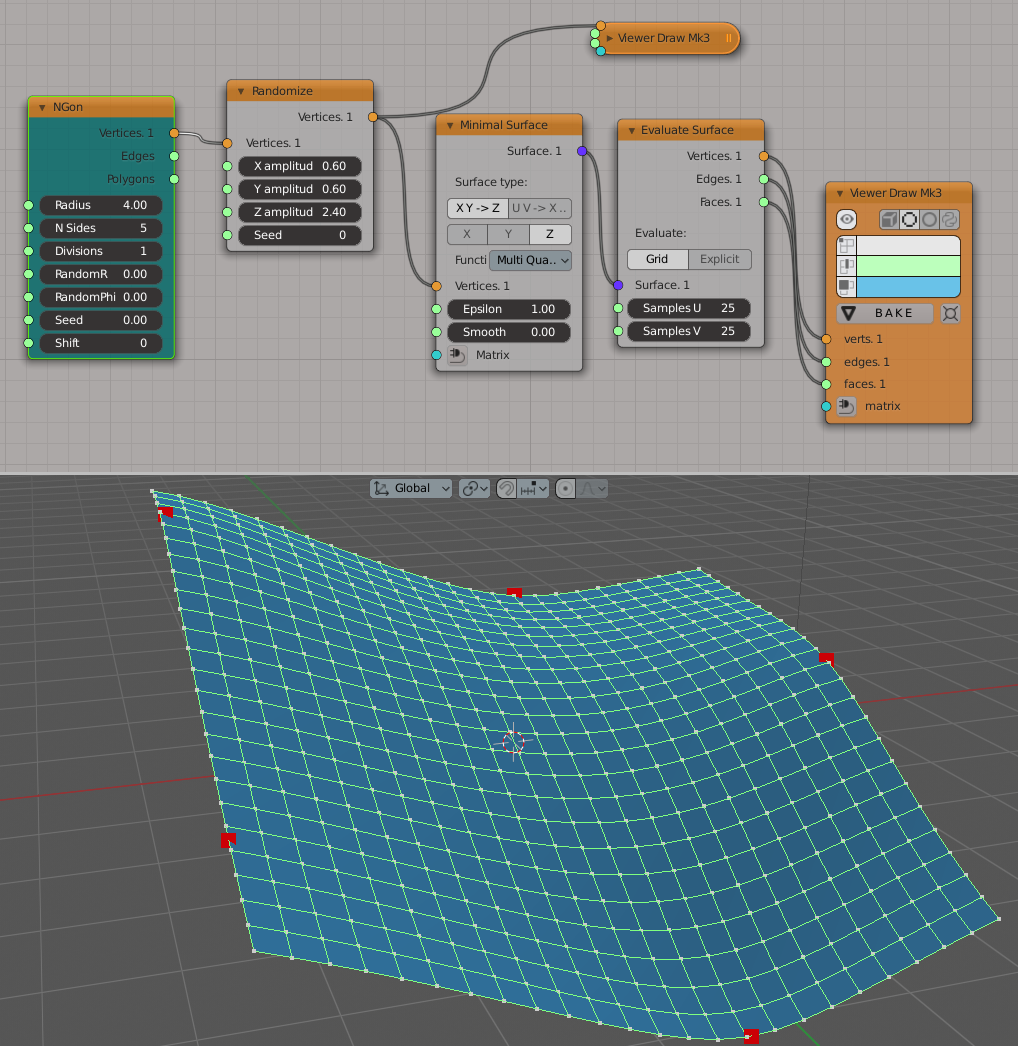 Viewer Draw Mk3
NGon
Vertices. 1
Edges
Polygons
Radius 4.00
N Sides 5
Divisions 1
RandomR 0.00
RandomPhi 0.00
Seed 0.00
Shift 0
Randomize
Vertices. 1
Vertices. 1
X amplitud 0.60
Y amplitud 0.60
Z amplitud 2.40
Seed 0
Minimal Surface
Surface. 1
Surface type:
X Y -> Z U V -> X..
X Y Z
Functi Multi Qua..
Vertices. 1
Epsilon 1.00
Smooth 0.00
Matrix
Evaluate Surface
Vertices. 1
Edges. 1
Faces. 1
Evaluate:
Grid Explicit
Surface. 1
Samples U 25
Samples V 25
Viewer Draw Mk3
BAKE
verts. 1
edges. 1
faces. 1
matrix
Global